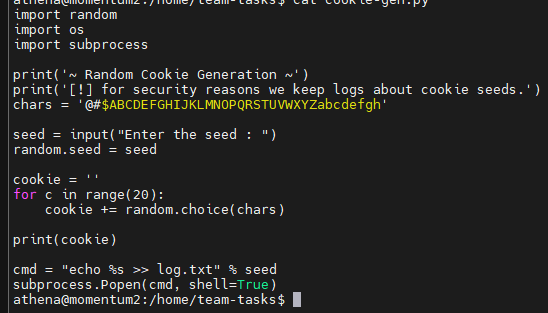 athena@momentum2:/home/team-tasks$ cat cookie-gen.py
import random
import os
import subprocess

print('~ Random Cookie Generation ~')
print('[!] for security reasons we keep logs about cookie seeds.')
chars = '@#$ABCDEFGHIJKLMNOPQRSTUVWXYZabcdefgh'

seed = input("Enter the seed : ")
random.seed = seed

cookie = ''
for c in range(20):
    cookie += random.choice(chars)

print(cookie)

cmd = "echo %s >> log.txt" % seed
subprocess.Popen(cmd, shell=True)
athena@momentum2:/home/team-tasks$